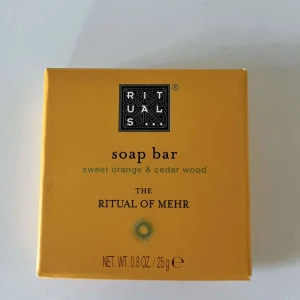 RIT
UAL
S...
®
soap bar
sweet orange & cedar wood
THE
RITUAL OF MEHR
NET. WT. 0.8 OZ. / 25 g ℮